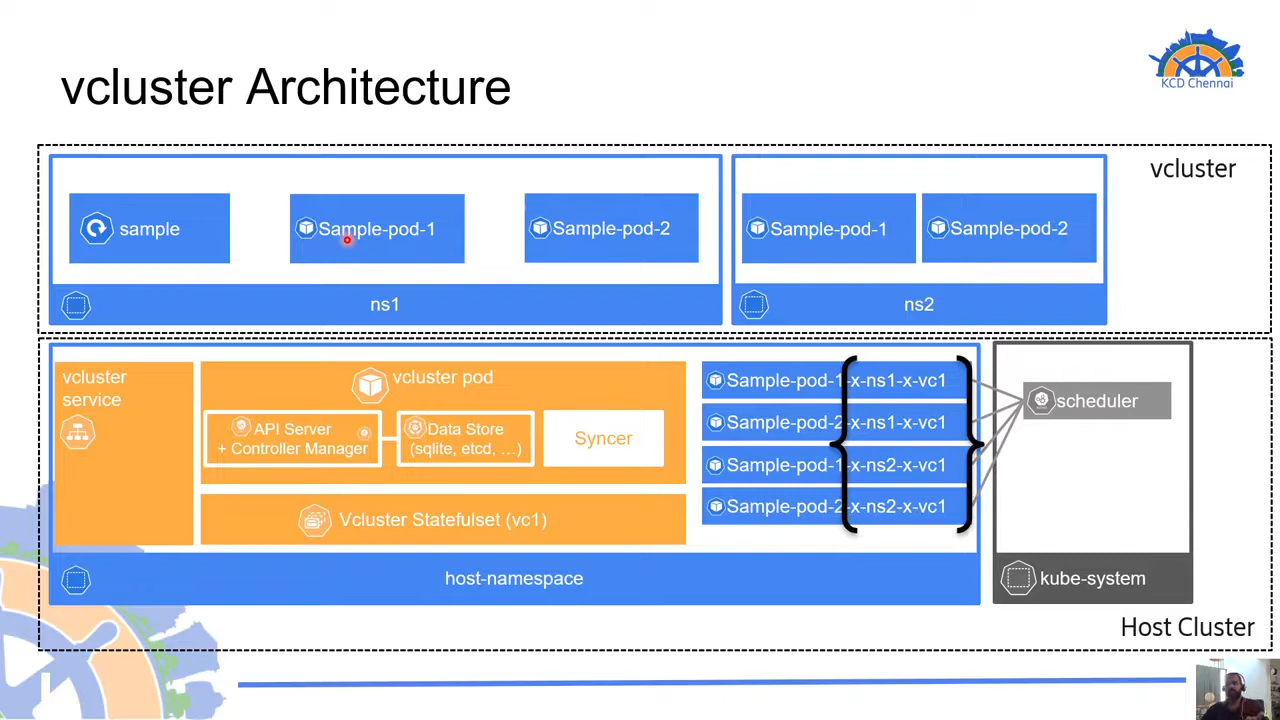 vcluster Architecture
KCD Chennai
vcluster
sample
Sample-pod-1
Sample-pod-2
Sample-pod-1
Sample-pod-2
ns1
ns2
vcluster
service
vcluster pod
API Server
+ Controller Manager
Data Store
(sqlite, etcd, ...)
Syncer
Vcluster Statefulset (vc1)
Sample-pod-1-x-ns1-x-vc1
Sample-pod-2-x-ns1-x-vc1
Sample-pod-1-x-ns2-x-vc1
Sample-pod-2-x-ns2-x-vc1
scheduler
host-namespace
kube-system
Host Cluster